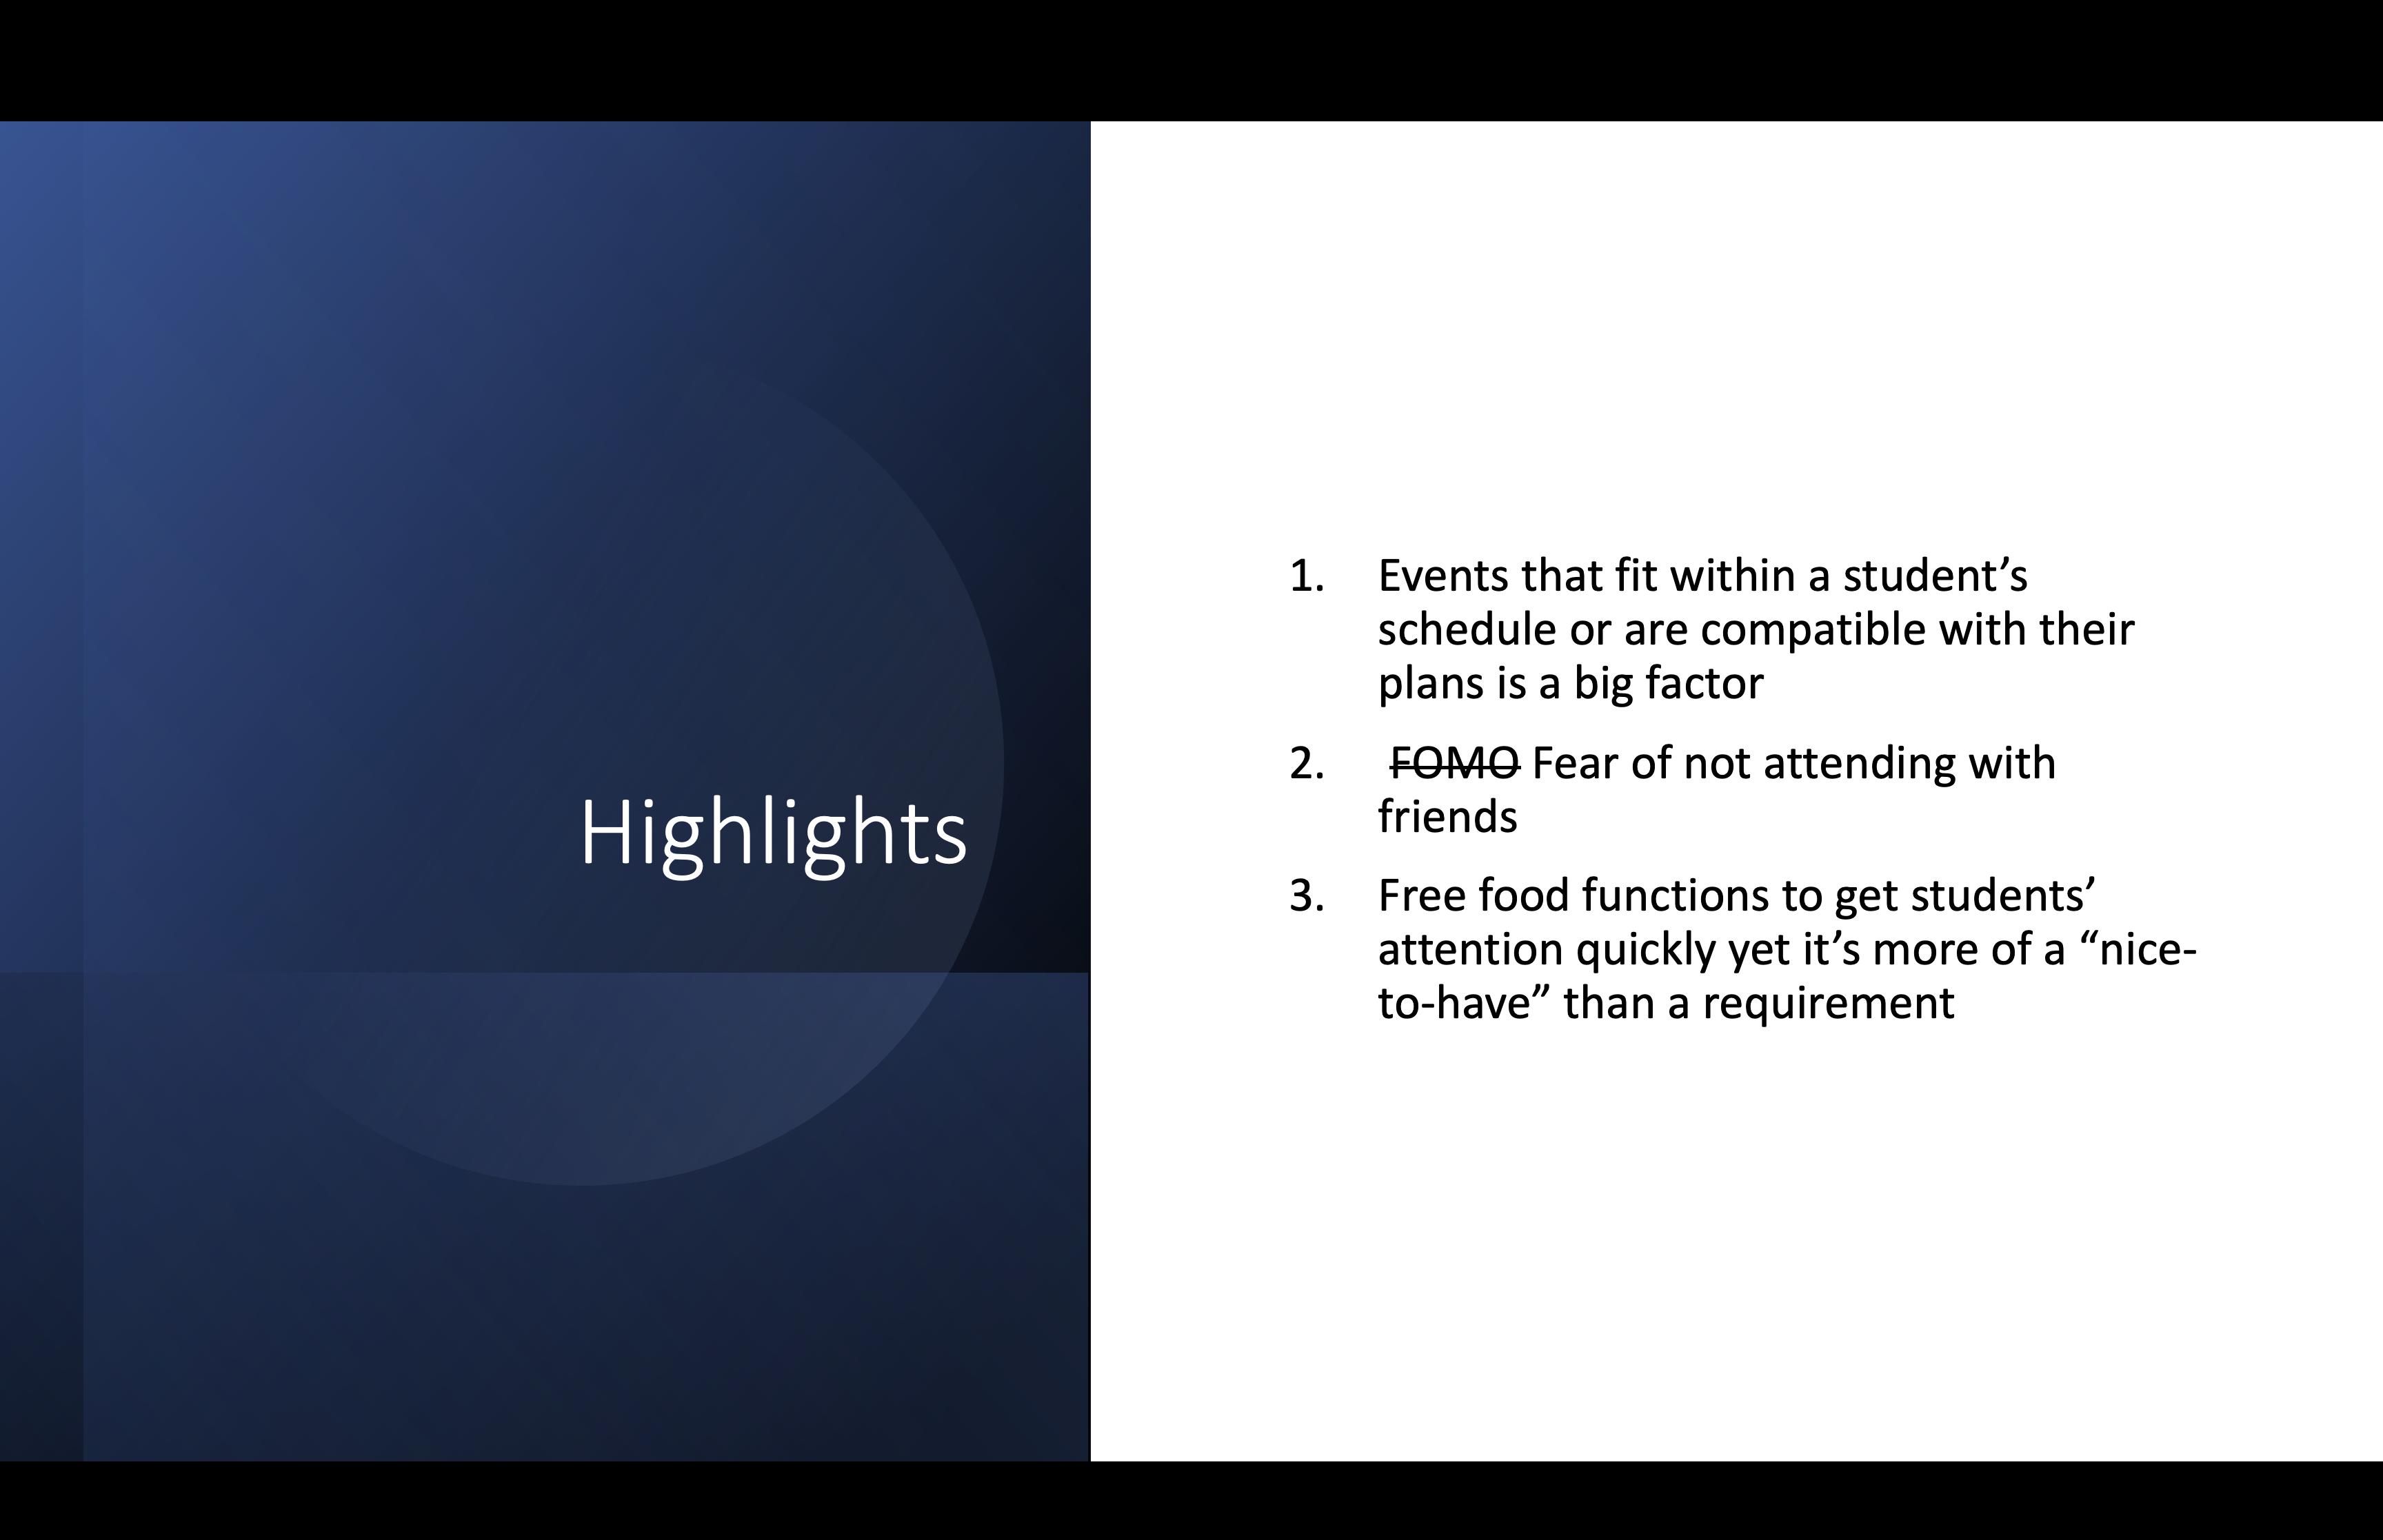 Highlights
1. Events that fit within a student’s
schedule or are compatible with their
plans is a big factor
2. FOMO Fear of not attending with
friends
3. Free food functions to get students’
attention quickly yet it’s more of a “nice-
to-have” than a requirement